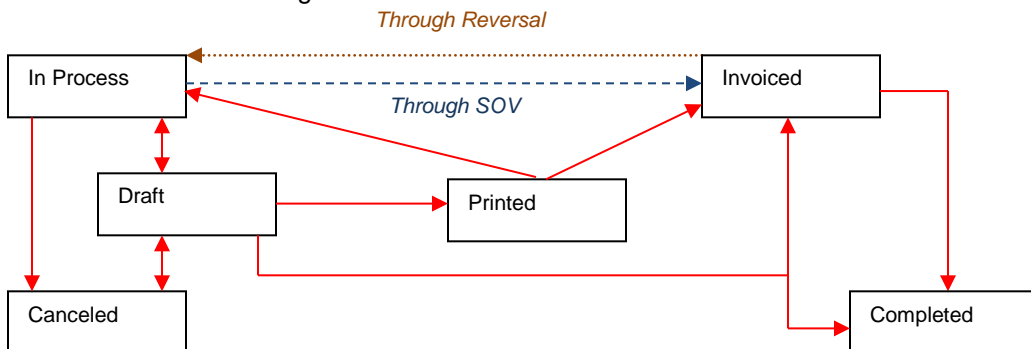 Through Reversal
In Process
Invoiced
Through SOV
Draft
Printed
Canceled
Completed